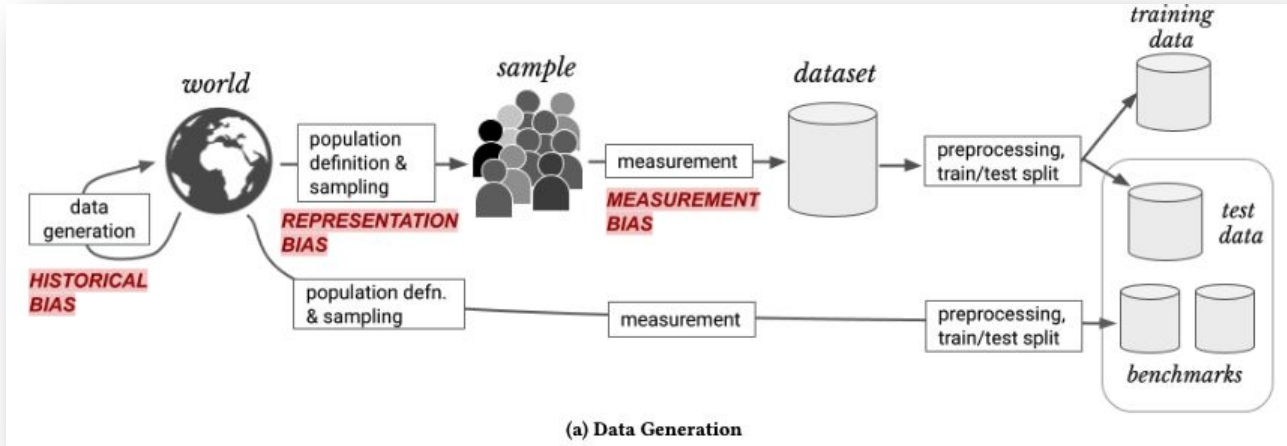 training
data
sample
dataset
world
population
definition &
sampling
measurement
preprocessing,
train/test split
data
generation
REPRESENTATION
BIAS
MEASUREMENT
BIAS
test
data
HISTORICAL
BIAS
population defn.
& sampling
measurement
preprocessing,
train/test split
benchmarks
(a) Data Generation